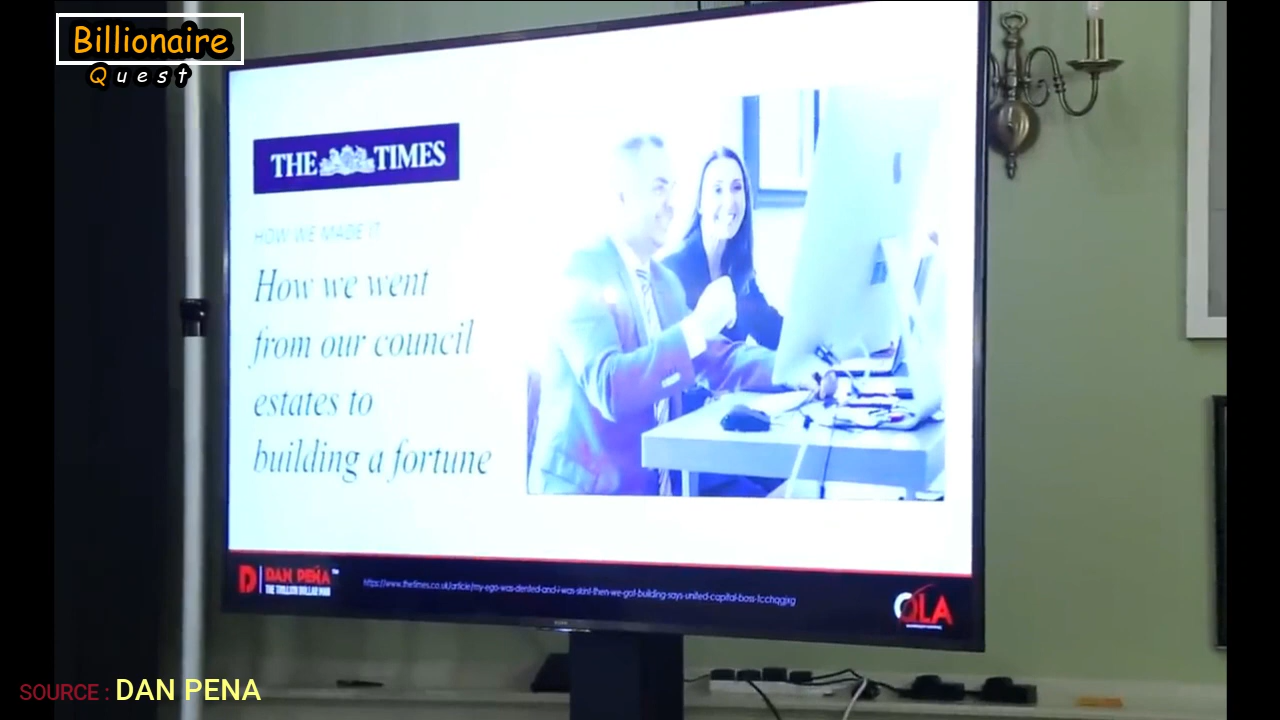 Billionaire
Quest
THE TIMES
HOW WE MADE IT
How we went
from our council
estates to
building a fortune
DAN PEÑA™
THE TRILLION DOLLAR MAN
https://www.thetimes.co.uk/article/my-ego-was-dented-and-i-was-skint-then-we-got-building-says-united-capital-boss-1cchqgjxg
QLA
SOURCE : DAN PENA